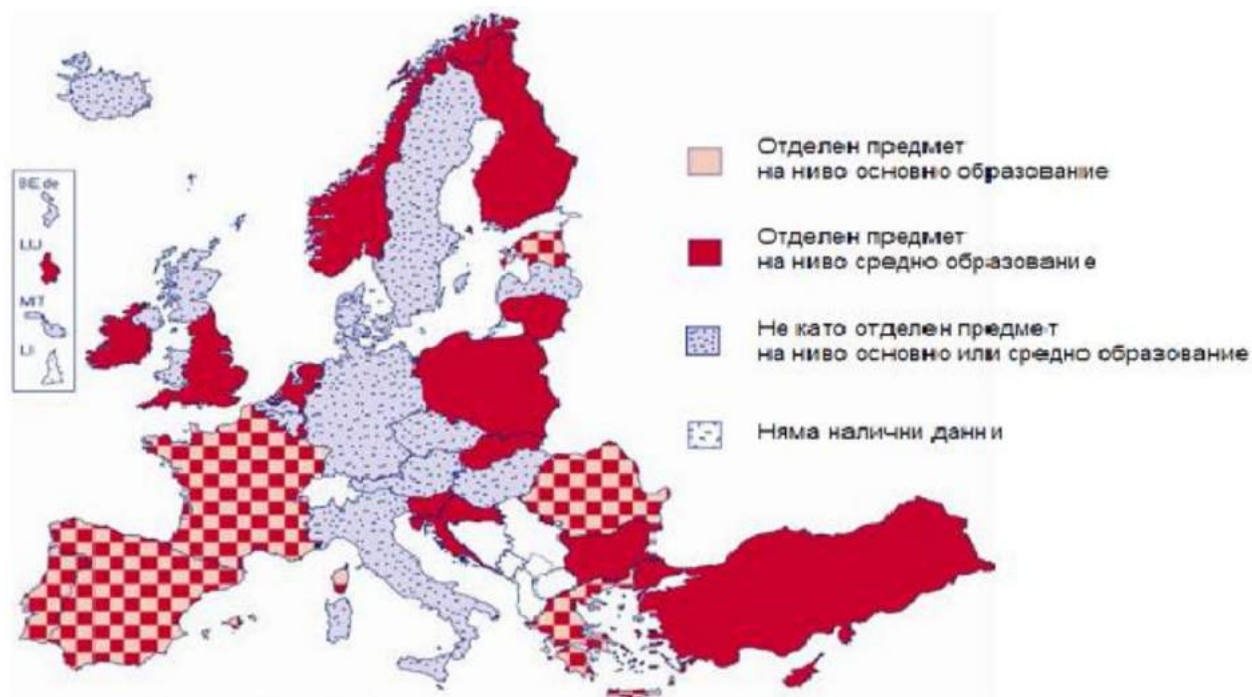 BE de
LU
MT
LI
Отделен предмет
на ниво основно образование
Отделен предмет
на ниво средно образование
Не като отделен предмет
на ниво основно или средно образование
Няма налични данни